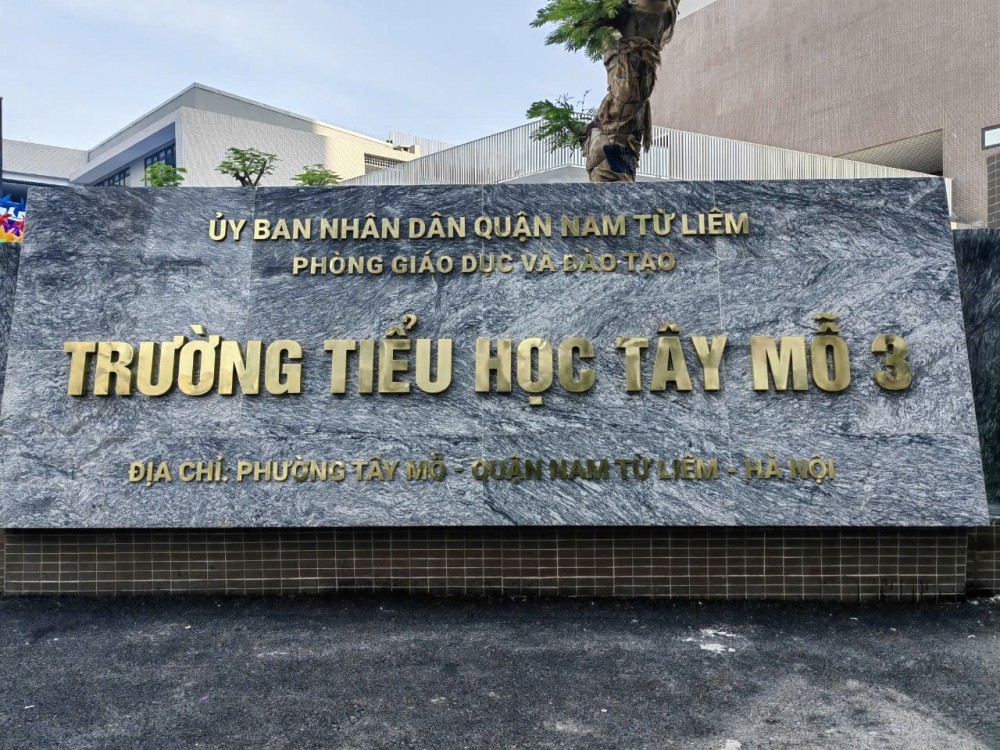 ỦY BAN NHÂN DÂN QUẬN NAM TỪ LIÊM
PHÒNG GIÁO DỤC VÀ ĐÀO TẠO
TRƯỜNG TIỂU HỌC TÂY MỖ 3
ĐỊA CHỈ: PHƯỜNG TÂY MỖ - QUẬN NAM TỪ LIÊM - HÀ NỘI